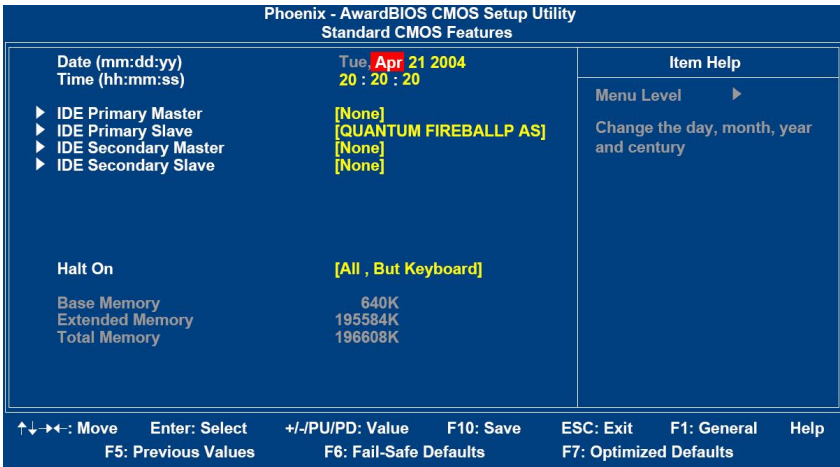 Phoenix - AwardBIOS CMOS Setup Utility
Standard CMOS Features
Date (mm:dd:yy) Tue, Apr 21 2004
Time (hh:mm:ss) 20 : 20 : 20
IDE Primary Master [None]
IDE Primary Slave [QUANTUM FIREBALLP AS]
IDE Secondary Master [None]
IDE Secondary Slave [None]
Halt On [All , But Keyboard]
Base Memory 640K
Extended Memory 195584K
Total Memory 196608K
Item Help
Menu Level
Change the day, month, year
and century
↑↓→←: Move Enter: Select +/-/PU/PD: Value F10: Save ESC: Exit F1: General Help
F5: Previous Values F6: Fail-Safe Defaults F7: Optimized Defaults